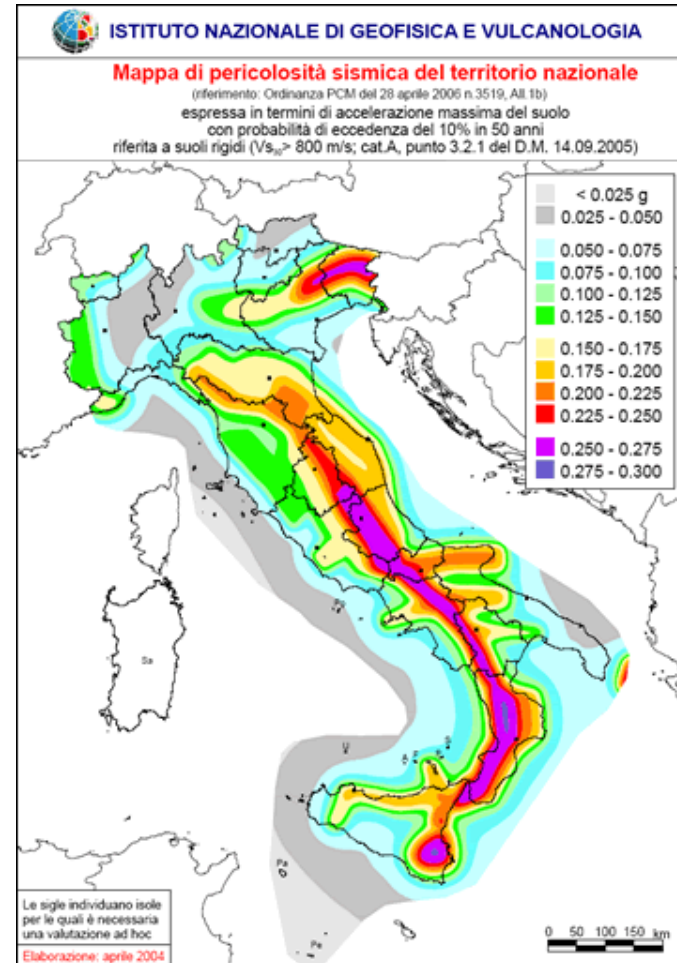 ISTITUTO NAZIONALE DI GEOFISICA E VULCANOLOGIA
Mappa di pericolosità sismica del territorio nazionale
(riferimento: Ordinanza PCM del 28 aprile 2006 n.3519, All.1b)
espressa in termini di accelerazione massima del suolo
con probabilità di eccedenza del 10% in 50 anni
riferita a suoli rigidi (Vs₃₀> 800 m/s; cat.A, punto 3.2.1 del D.M. 14.09.2005)
< 0.025 g
0.025 - 0.050
0.050 - 0.075
0.075 - 0.100
0.100 - 0.125
0.125 - 0.150
0.150 - 0.175
0.175 - 0.200
0.200 - 0.225
0.225 - 0.250
0.250 - 0.275
0.275 - 0.300
Sa
U
A
Pa
Pe
Le sigle individuano isole
per le quali è necessaria
una valutazione ad hoc
Elaborazione: aprile 2004
0 50 100 150 km